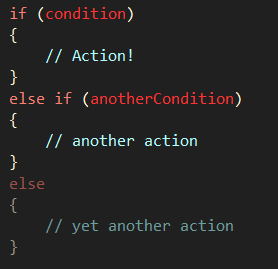 if (condition)
{
    // Action!
}
else if (anotherCondition)
{
    // another action
}
else
{
    // yet another action
}